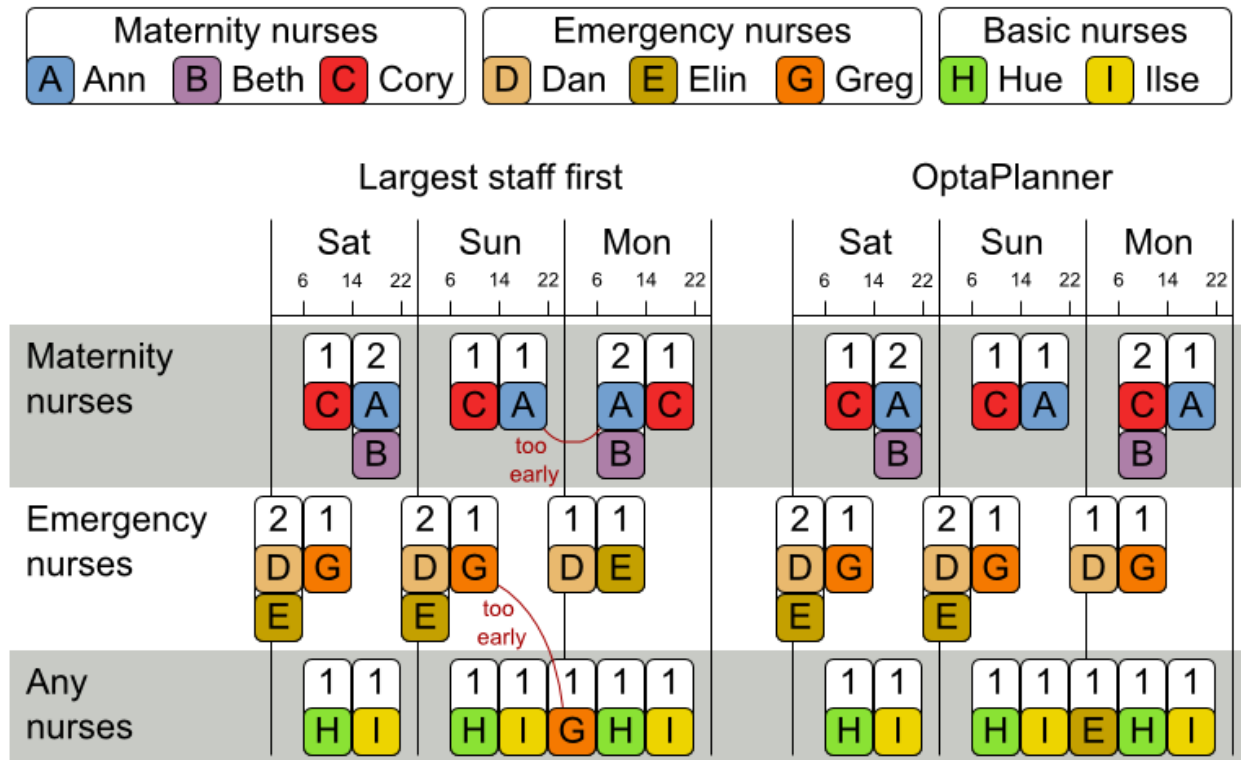 Maternity nurses Emergency nurses Basic nurses
A Ann B Beth C Cory D Dan E Elin G Greg H Hue I Ilse
Largest staff first OptaPlanner
Sat Sun Mon Sat Sun Mon
6 14 22 6 14 22 6 14 22 6 14 22 6 14 22 6 14 22
Maternity 1 2 1 1 2 1 1 2 1 1 2 1
nurses C A C A A C C A C A C A
B too B B B
early
Emergency 2 1 2 1 1 1 2 1 2 1 1 1
nurses D G D G D E D G D G D G
E E too E E
early
Any 1 1 1 1 1 1 1 1 1 1 1 1 1 1
nurses H I H I G H I H I H I E H I